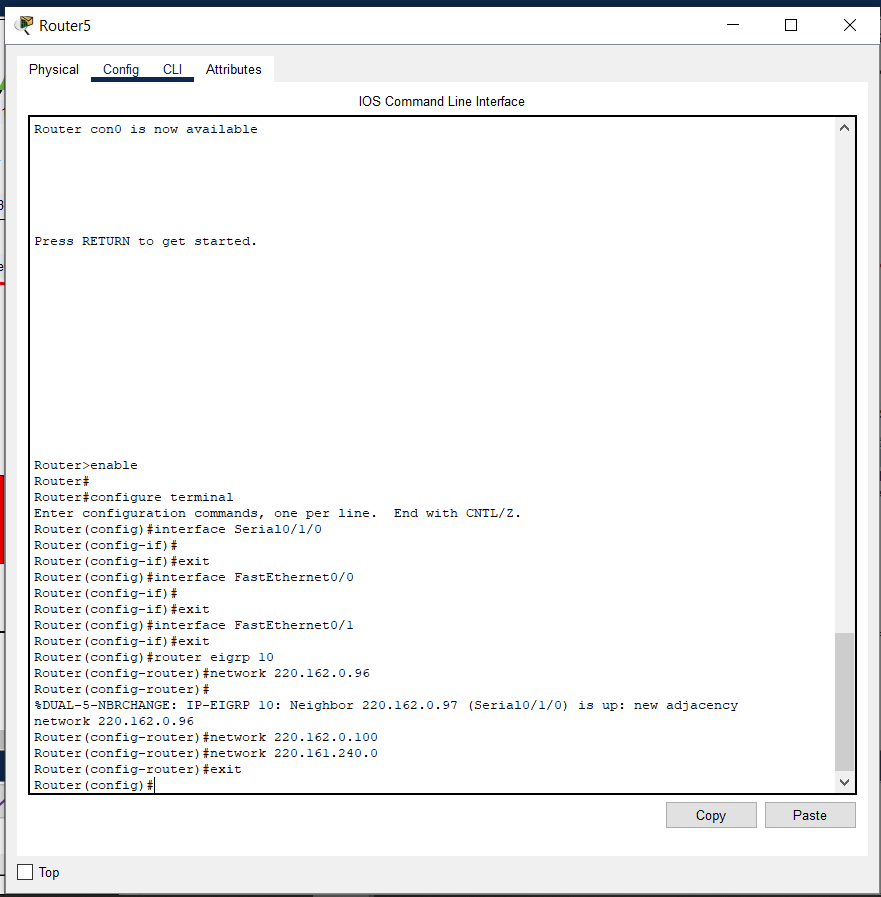 Router5
Physical Config CLI Attributes
IOS Command Line Interface
Router con0 is now available
Press RETURN to get started.
Router>enable
Router#
Router#configure terminal
Enter configuration commands, one per line.  End with CNTL/Z.
Router(config)#interface Serial0/1/0
Router(config-if)#
Router(config-if)#exit
Router(config)#interface FastEthernet0/0
Router(config-if)#
Router(config-if)#exit
Router(config)#interface FastEthernet0/1
Router(config-if)#exit
Router(config)#router eigrp 10
Router(config-router)#network 220.162.0.96
Router(config-router)#
%DUAL-5-NBRCHANGE: IP-EIGRP 10: Neighbor 220.162.0.97 (Serial0/1/0) is up: new adjacency
network 220.162.0.96
Router(config-router)#network 220.162.0.100
Router(config-router)#network 220.161.240.0
Router(config-router)#exit
Router(config)#
Copy Paste
Top